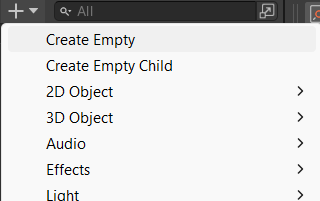 All
Create Empty
Create Empty Child
2D Object
3D Object
Audio
Effects
Light